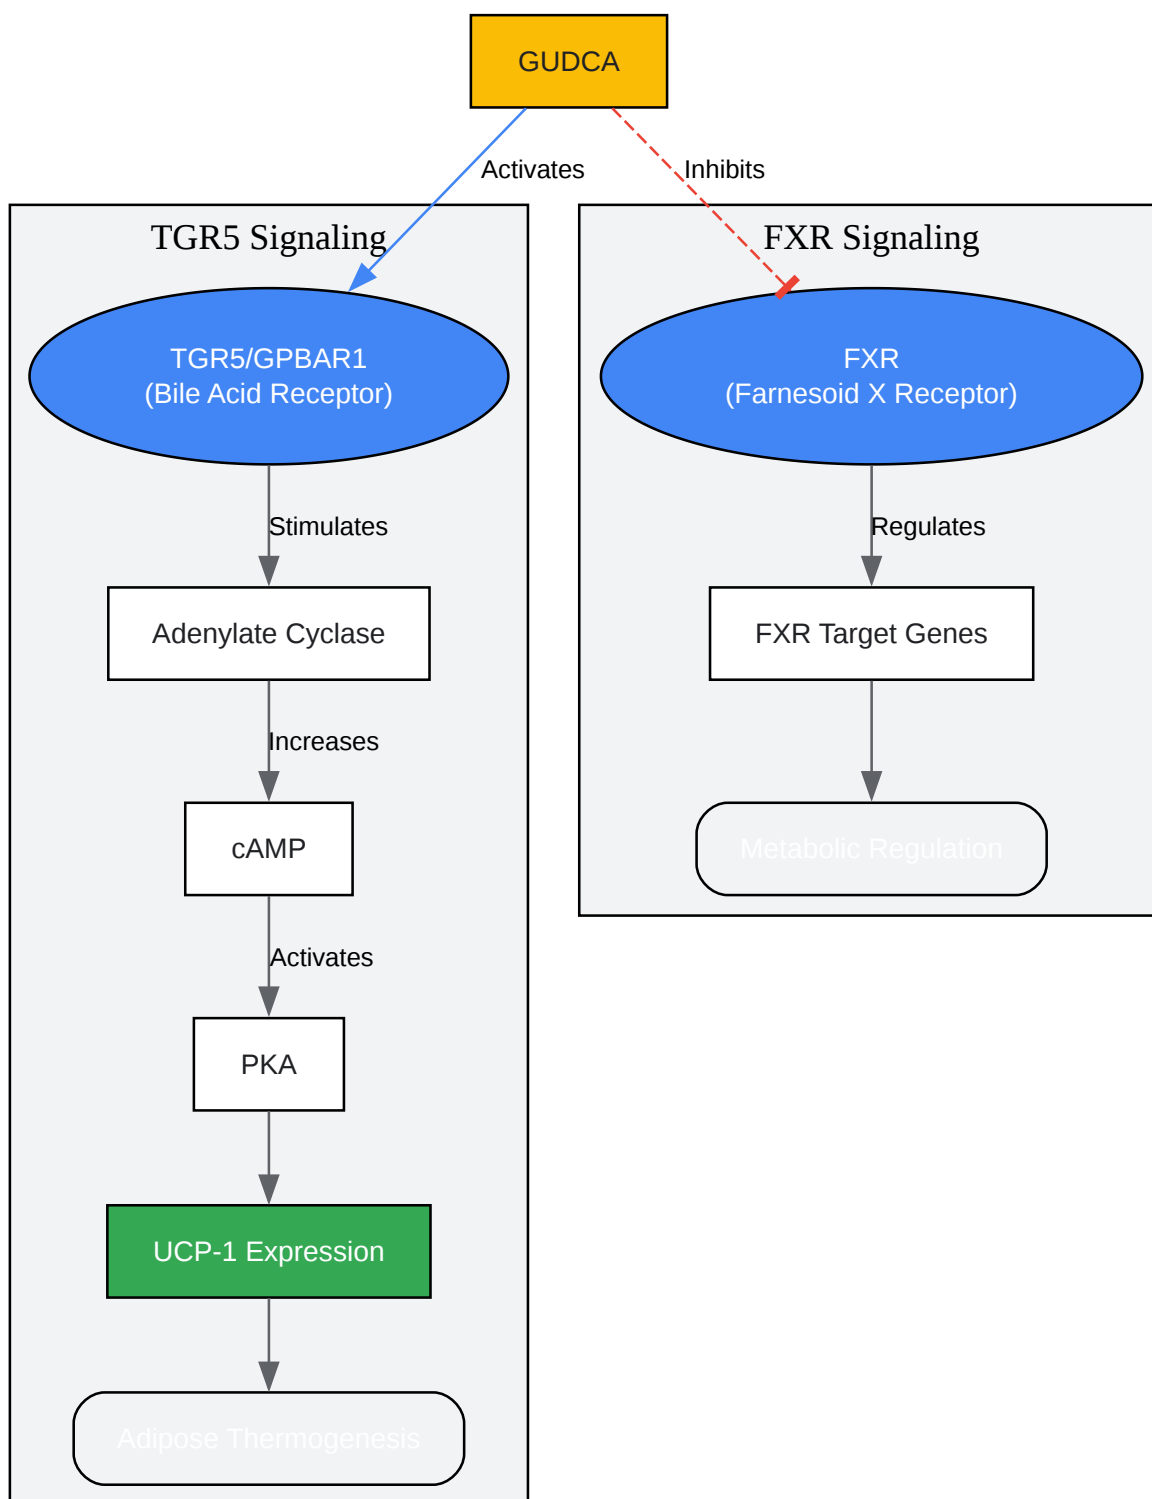 GUDCA
Activates
Inhibits
TGR5 Signaling
TGR5/GPBAR1
(Bile Acid Receptor)
Stimulates
Adenylate Cyclase
Increases
cAMP
Activates
PKA
UCP-1 Expression
Adipose Thermogenesis
FXR Signaling
FXR
(Farnesoid X Receptor)
Regulates
FXR Target Genes
Metabolic Regulation